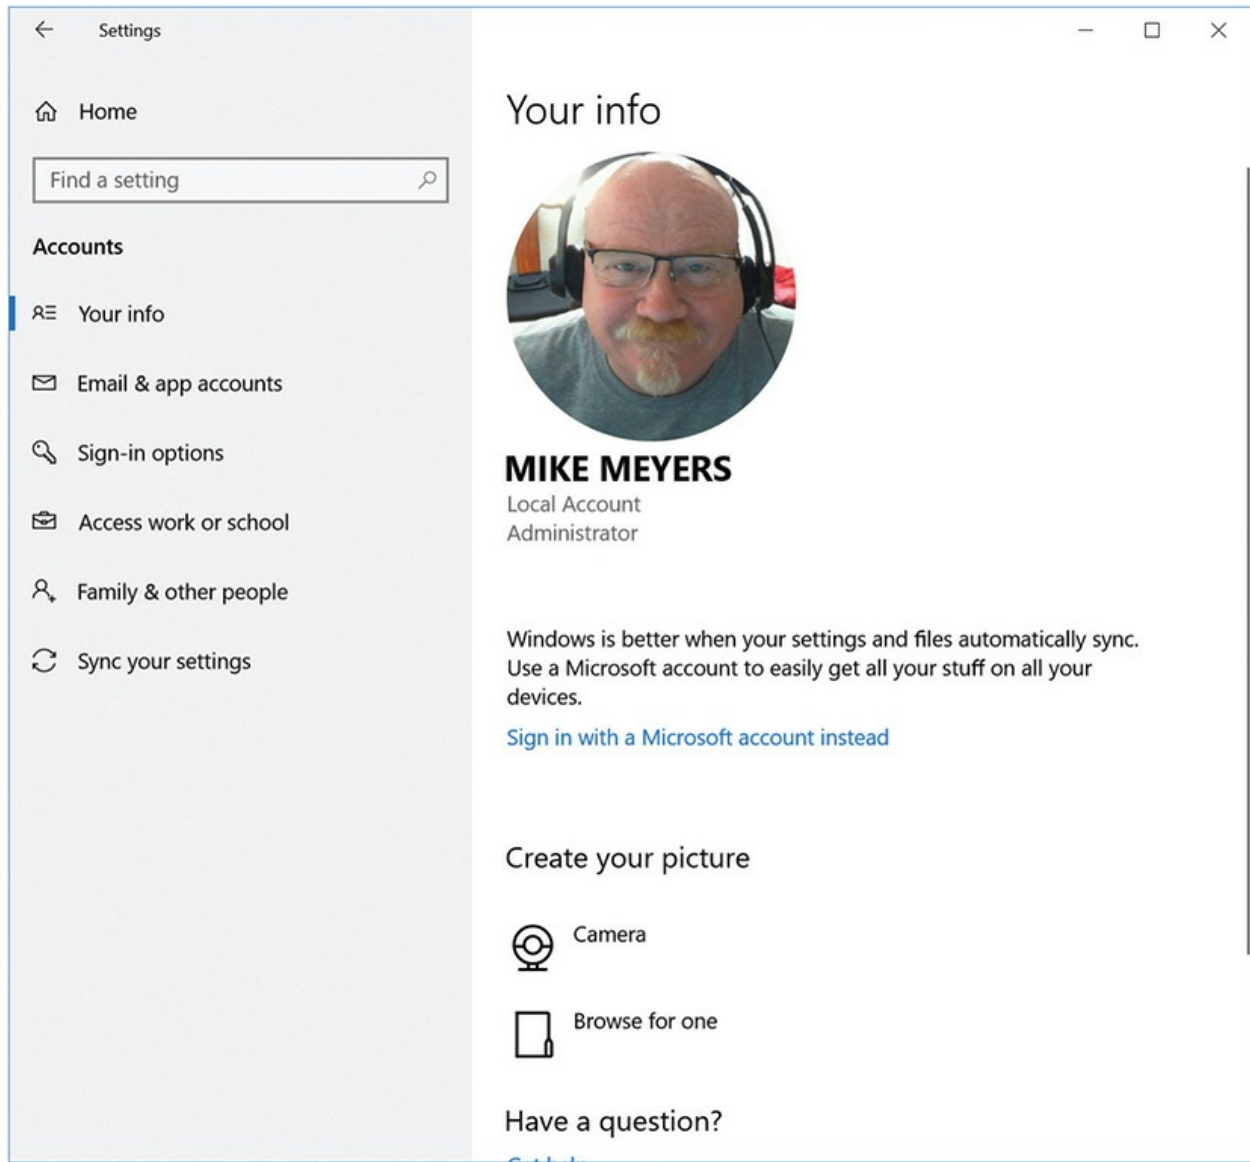 Settings
Home
Find a setting
Accounts
Your info
Email & app accounts
Sign-in options
Access work or school
Family & other people
Sync your settings
Your info
MIKE MEYERS
Local Account
Administrator
Windows is better when your settings and files automatically sync.
Use a Microsoft account to easily get all your stuff on all your
devices.
Sign in with a Microsoft account instead
Create your picture
Camera
Browse for one
Have a question?